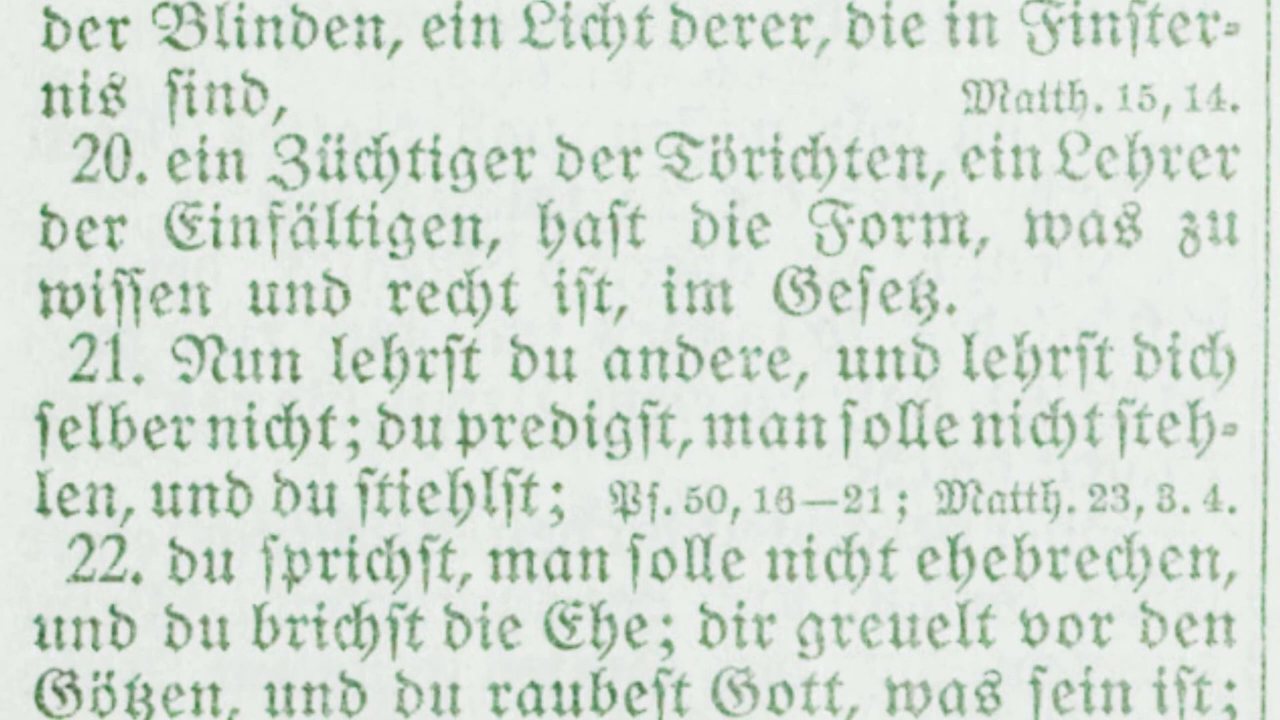 der Blinden, ein Licht derer, die in Finster-
nis sind, Matth. 15, 14.
20. ein Züchtiger der Törichten, ein Lehrer
der Einfältigen, hast die Form, was zu
wissen und recht ist, im Gesetz.
21. Nun lehrst du andere, und lehrst dich
selber nicht; du predigst, man solle nicht steh-
len, und du stiehlst; Ps. 50, 16—21; Matth. 23, 3. 4.
22. du sprichst, man solle nicht ehebrechen,
und du brichst die Ehe; dir greuelt vor den
Götzen, und du raubest Gott, was sein ist;